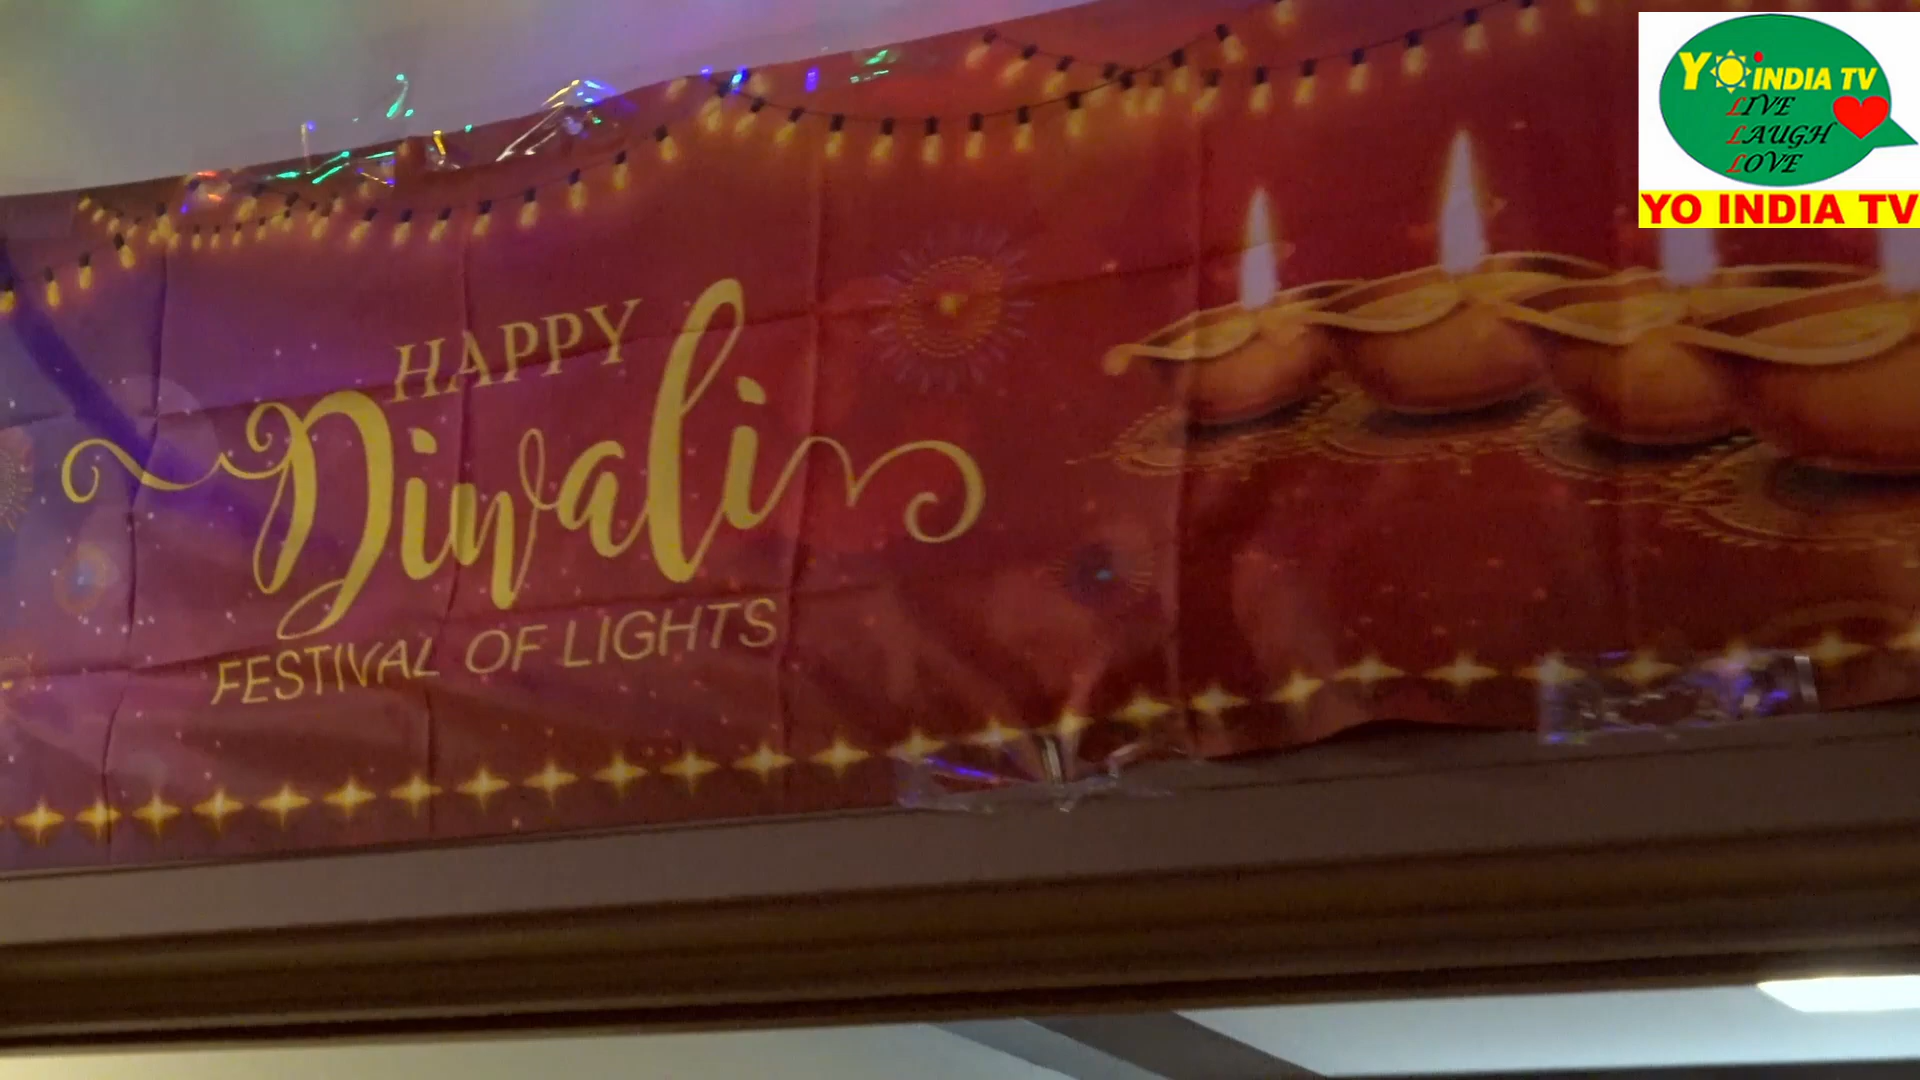 HAPPY
Diwali
FESTIVAL OF LIGHTS
YO INDIA TV
LIVE
LAUGH
LOVE
YO INDIA TV